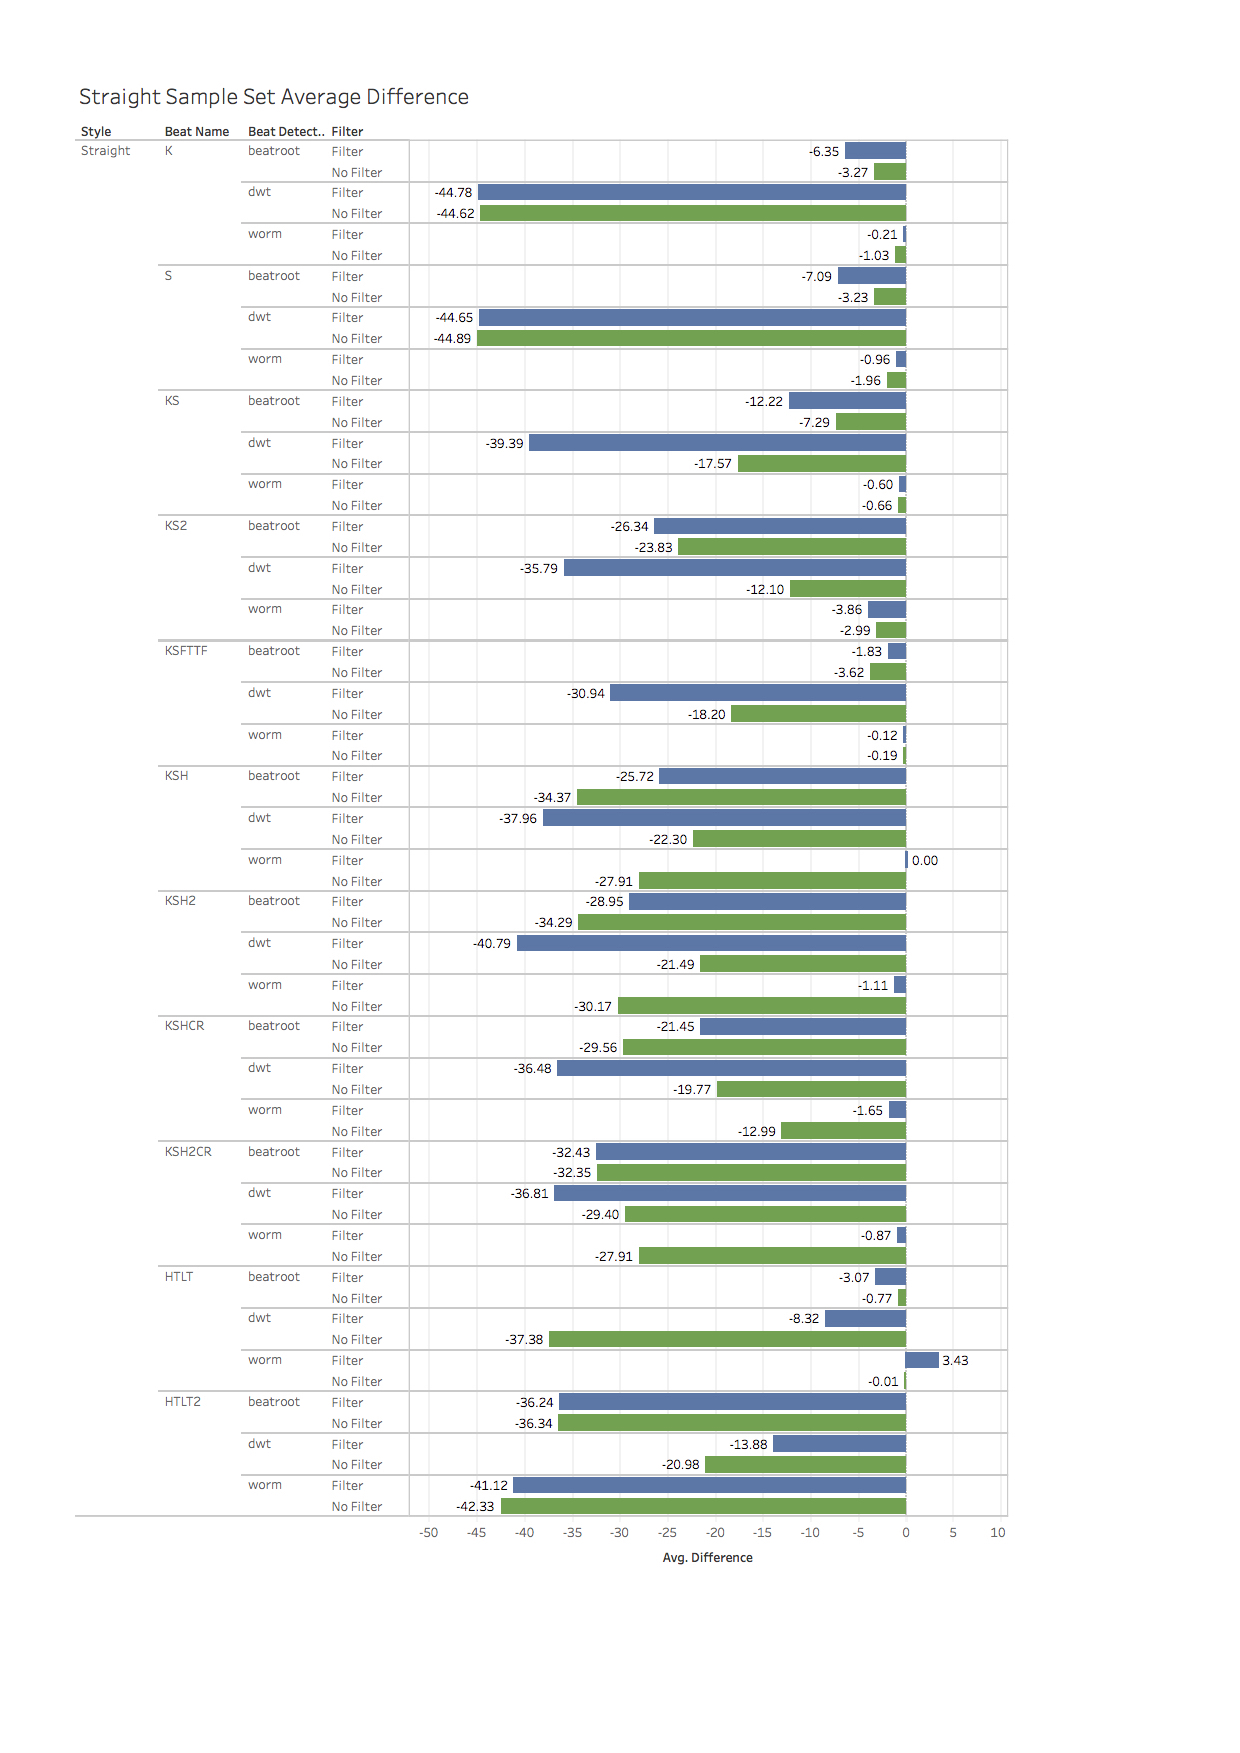 Straight Sample Set Average Difference
Style Beat Name Beat Detect.. Filter
Straight K beatroot Filter -6.35
No Filter -3.27
dwt Filter -44.78
No Filter -44.62
worm Filter -0.21
No Filter -1.03
S beatroot Filter -7.09
No Filter -3.23
dwt Filter -44.65
No Filter -44.89
worm Filter -0.96
No Filter -1.96
KS beatroot Filter -12.22
No Filter -7.29
dwt Filter -39.39
No Filter -17.57
worm Filter -0.60
No Filter -0.66
KS2 beatroot Filter -26.34
No Filter -23.83
dwt Filter -35.79
No Filter -12.10
worm Filter -3.86
No Filter -2.99
KSFTTF beatroot Filter -1.83
No Filter -3.62
dwt Filter -30.94
No Filter -18.20
worm Filter -0.12
No Filter -0.19
KSH beatroot Filter -25.72
No Filter -34.37
dwt Filter -37.96
No Filter -22.30
worm Filter 0.00
No Filter -27.91
KSH2 beatroot Filter -28.95
No Filter -34.29
dwt Filter -40.79
No Filter -21.49
worm Filter -1.11
No Filter -30.17
KSHCR beatroot Filter -21.45
No Filter -29.56
dwt Filter -36.48
No Filter -19.77
worm Filter -1.65
No Filter -12.99
KSH2CR beatroot Filter -32.43
No Filter -32.35
dwt Filter -36.81
No Filter -29.40
worm Filter -0.87
No Filter -27.91
HTLT beatroot Filter -3.07
No Filter -0.77
dwt Filter -8.32
No Filter -37.38
worm Filter 3.43
No Filter -0.01
HTLT2 beatroot Filter -36.24
No Filter -36.34
dwt Filter -13.88
No Filter -20.98
worm Filter -41.12
No Filter -42.33
-50 -45 -40 -35 -30 -25 -20 -15 -10 -5 0 5 10
Avg. Difference